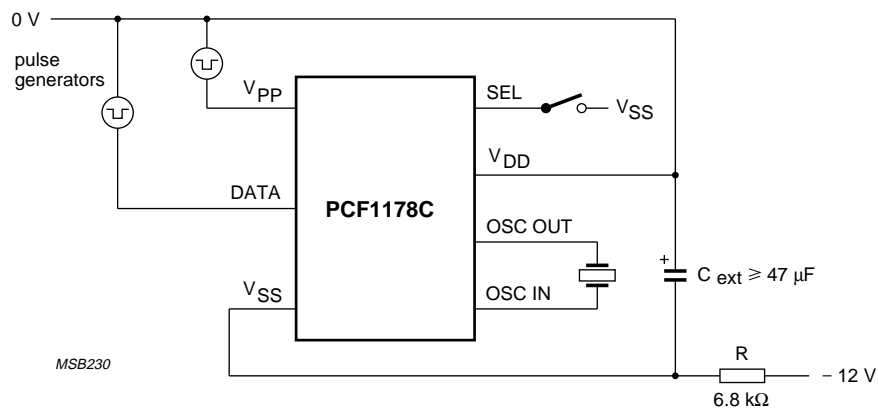 0 V
pulse
generators
VPP
SEL
VSS
VDD
DATA
PCF1178C
OSC OUT
+
C ext ⩾ 47 μF
VSS
OSC IN
MSB230
R
− 12 V
6.8 kΩ